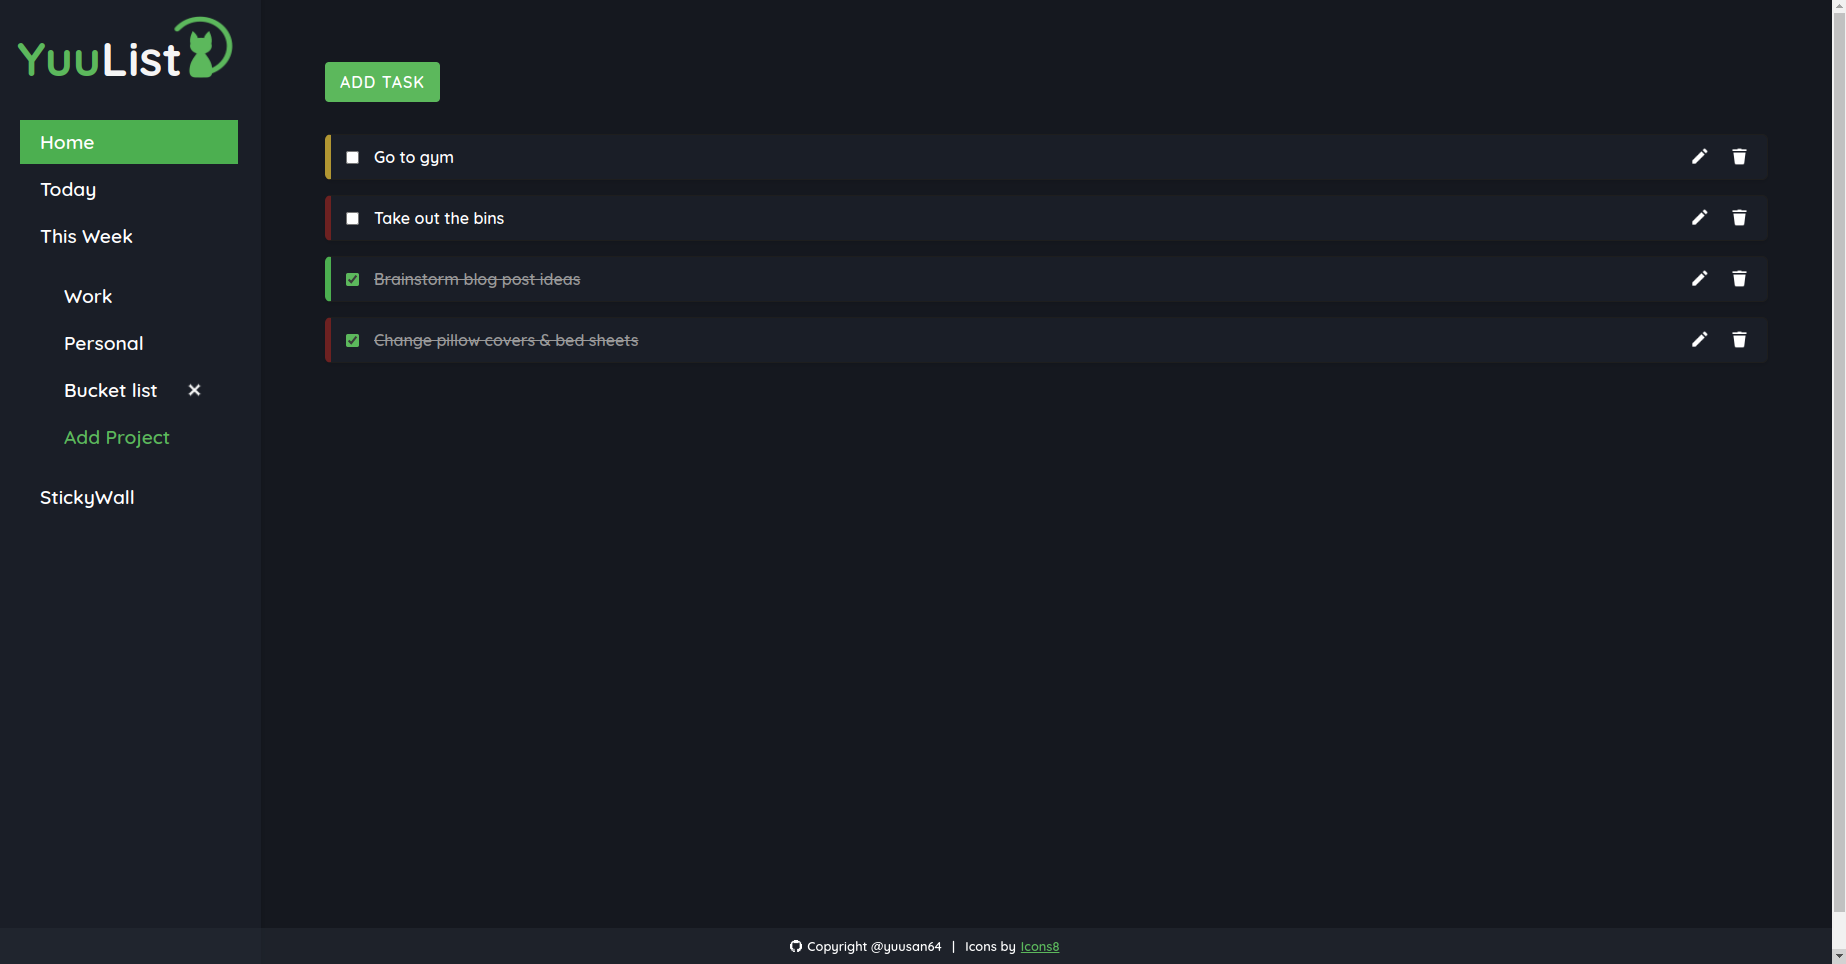 YuuList
Home
Today
This Week
Work
Personal
Bucket list
Add Project
StickyWall
ADD TASK
Go to gym
Take out the bins
Brainstorm blog post ideas
Change pillow covers & bed sheets
Copyright @yuusan64 | Icons by Icons8